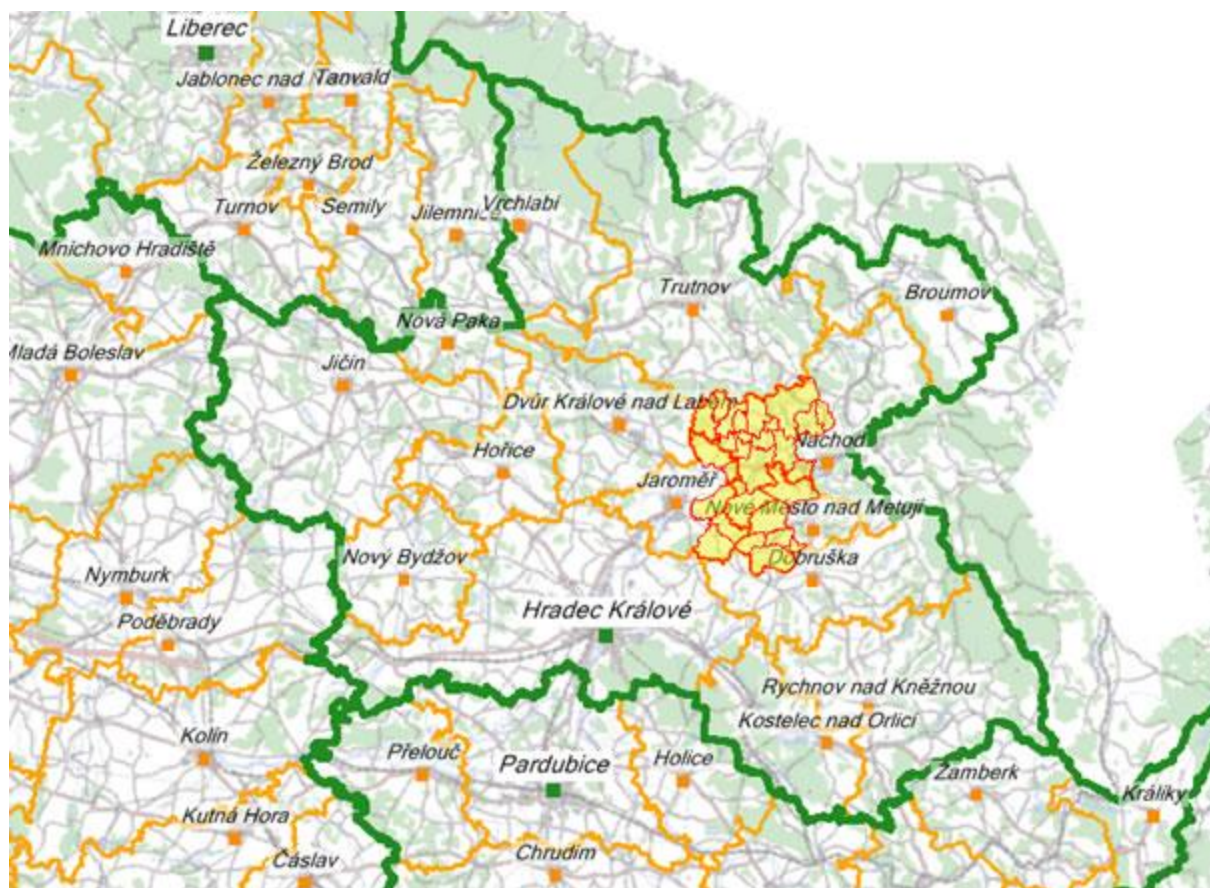 Liberec
Jablonec nad
Tanvald
Železný Brod
Turnov
Semily
Jilemnice
Vrchlabí
Mnichovo Hradiště
Trutnov
Broumov
Nová Paka
Mladá Boleslav
Jičín
Dvůr Králové nad Labem
Náchod
Hořice
Jaroměř
Nové Město nad Metují
Nový Bydžov
Dobruška
Nymburk
Hradec Králové
Poděbrady
Rychnov nad Kněžnou
Kostelec nad Orlicí
Kolín
Přelouč
Pardubice
Holice
Žamberk
Králíky
Kutná Hora
Čáslav
Chrudim